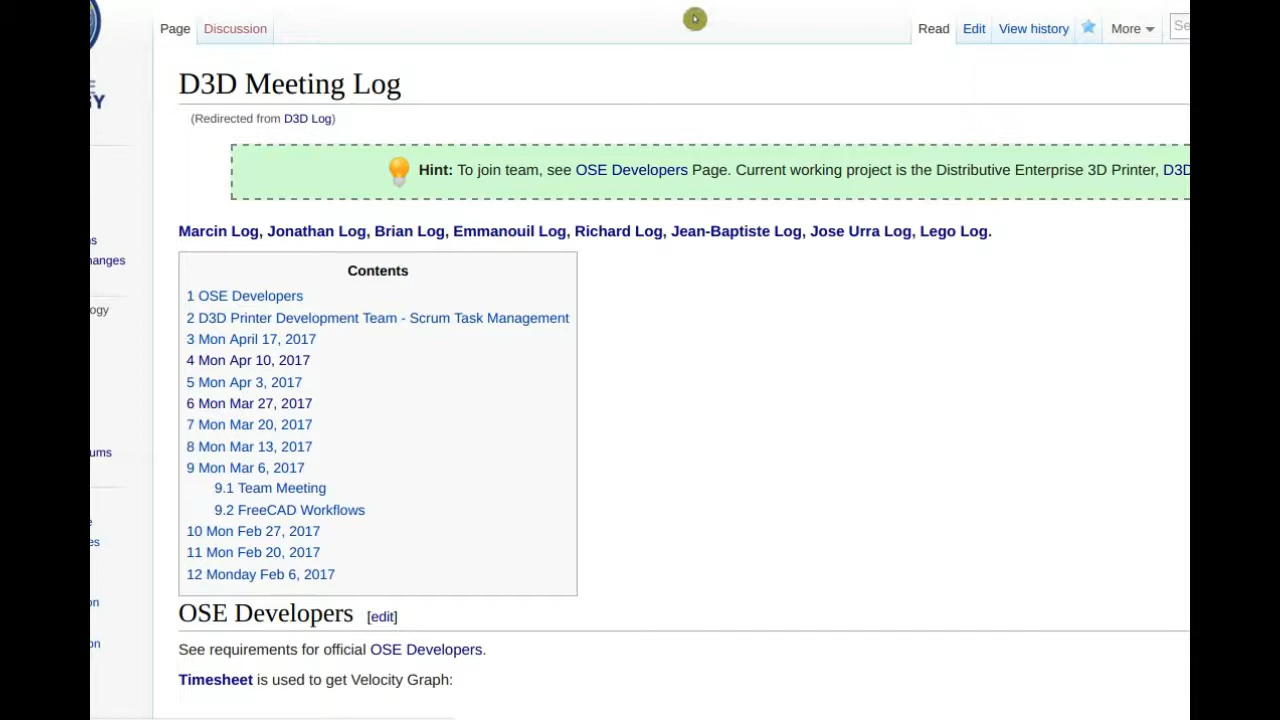 Page
Discussion
Read
Edit
View history
More
Se
D3D Meeting Log
(Redirected from D3D Log)
Hint: To join team, see OSE Developers Page. Current working project is the Distributive Enterprise 3D Printer, D3D
Marcin Log, Jonathan Log, Brian Log, Emmanouil Log, Richard Log, Jean-Baptiste Log, Jose Urra Log, Lego Log.
Contents
1 OSE Developers
2 D3D Printer Development Team - Scrum Task Management
3 Mon April 17, 2017
4 Mon Apr 10, 2017
5 Mon Apr 3, 2017
6 Mon Mar 27, 2017
7 Mon Mar 20, 2017
8 Mon Mar 13, 2017
9 Mon Mar 6, 2017
9.1 Team Meeting
9.2 FreeCAD Workflows
10 Mon Feb 27, 2017
11 Mon Feb 20, 2017
12 Monday Feb 6, 2017
OSE Developers [edit]
See requirements for official OSE Developers.
Timesheet is used to get Velocity Graph: